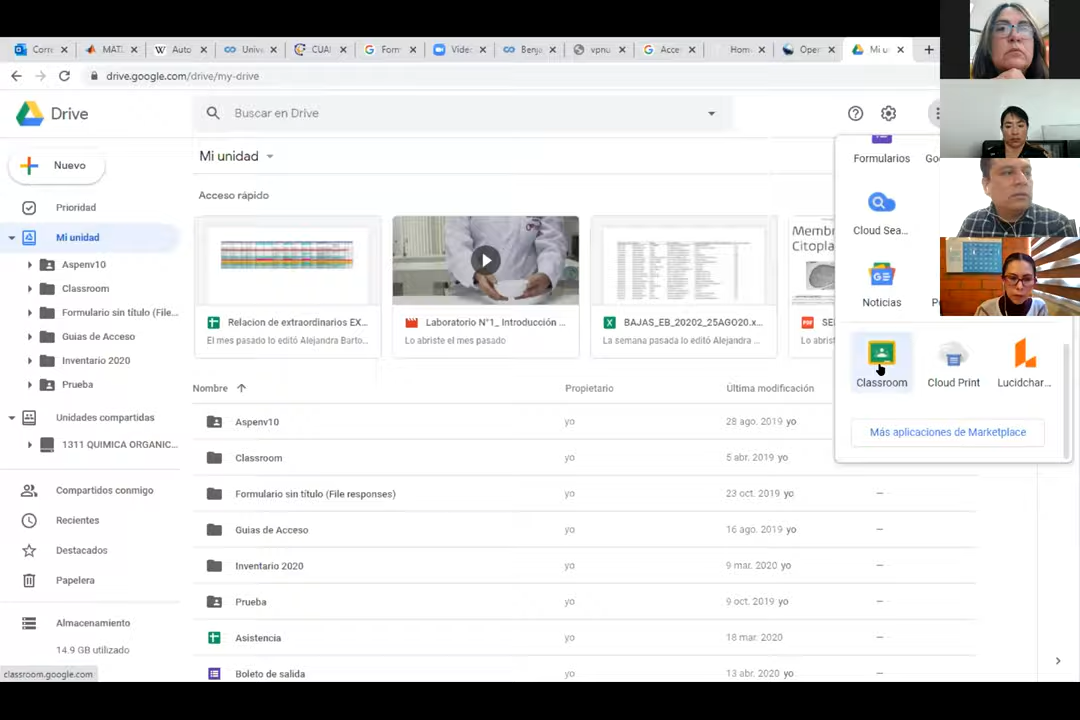 Corre
MAT
Auto
Unive
CUAI
Form
Vide
Benja
vpnu
Acce
Hom
Oper
Mi u
drive.google.com/drive/my-drive
Drive
Buscar en Drive
Nuevo
Mi unidad
Formularios
Prioridad
Acceso rápido
Mi unidad
Cloud Sea...
Aspenv10
Classroom
Formulario sin título (File...
Guias de Acceso
Inventario 2020
Prueba
Membr
Citopla
Noticias
Relacion de extraordinarios EX...
El mes pasado lo editó Alejandra Barto...
Laboratorio N°1_ Introducción ...
Lo abriste el mes pasado
BAJAS_EB_20202_25AGO20.x...
La semana pasada lo editó Alejandra ...
Lo abriste
Classroom
Cloud Print
Lucidchar...
Más aplicaciones de Marketplace
Nombre
Propietario
Última modificación
Unidades compartidas
1311 QUIMICA ORGANIC...
Aspenv10 yo 28 ago. 2019 yo
Classroom yo 5 abr. 2019 yo —
Compartidos conmigo
Formulario sin título (File responses) yo 23 oct. 2019 yo —
Recientes
Guias de Acceso yo 16 ago. 2019 yo —
Destacados
Inventario 2020 yo 9 mar. 2020 yo —
Papelera
Prueba yo 9 oct. 2019 yo —
Almacenamiento
Asistencia yo 18 mar. 2020 —
14.9 GB utilizado
Boleto de salida yo 13 abr. 2020 yo —
classroom.google.com